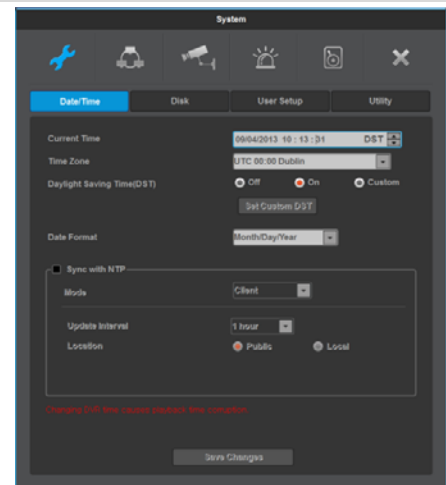 System
Date/Time Disk User Setup Utility
Current Time 09/04/2013 10 : 13 : 31 DST
Time Zone UTC 00:00 Dublin
Daylight Saving Time(DST) Off On Custom
Set Custom DST
Date Format Month/Day/Year
Sync with NTP
Mode Client
Update Interval 1 hour
Location Public Local
Changing DVR time causes playback time corruption.
Save Changes